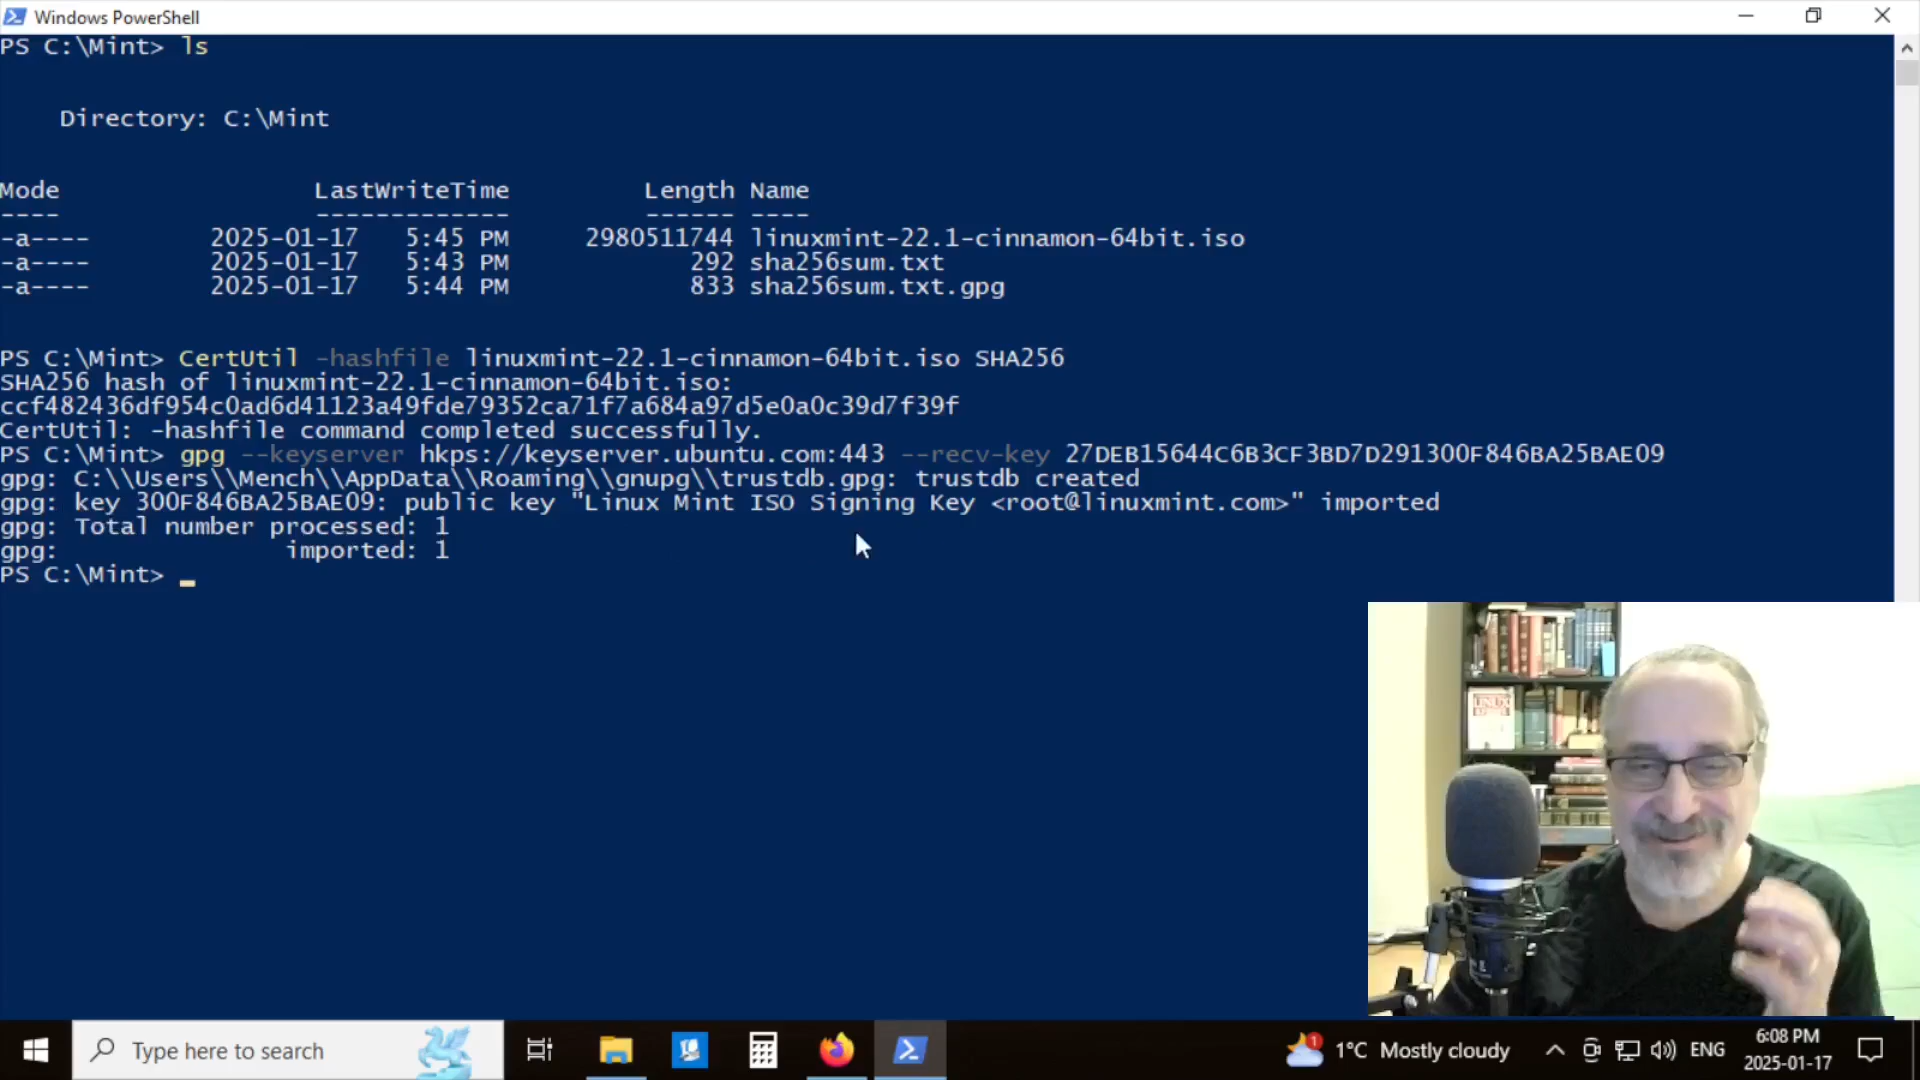 Windows PowerShell
PS C:\Mint> ls
Directory: C:\Mint
Mode LastWriteTime Length Name
---- ------------- ------ ----
-a---- 2025-01-17 5:45 PM 2980511744 linuxmint-22.1-cinnamon-64bit.iso
-a---- 2025-01-17 5:43 PM 292 sha256sum.txt
-a---- 2025-01-17 5:44 PM 833 sha256sum.txt.gpg
PS C:\Mint> CertUtil -hashfile linuxmint-22.1-cinnamon-64bit.iso SHA256
SHA256 hash of linuxmint-22.1-cinnamon-64bit.iso:
ccf482436df954c0ad6d41123a49fde79352ca71f7a684a97d5e0a0c39d7f39f
CertUtil: -hashfile command completed successfully.
PS C:\Mint> gpg --keyserver hkps://keyserver.ubuntu.com:443 --recv-key 27DEB15644C6B3CF3BD7D291300F846BA25BAE09
gpg: C:\\Users\\Mench\\AppData\\Roaming\\gnupg\\trustdb.gpg: trustdb created
gpg: key 300F846BA25BAE09: public key "Linux Mint ISO Signing Key <root@linuxmint.com>" imported
gpg: Total number processed: 1
gpg: imported: 1
PS C:\Mint> _
LINUX
Type here to search
1
1°C Mostly cloudy
ENG
6:08 PM
2025-01-17